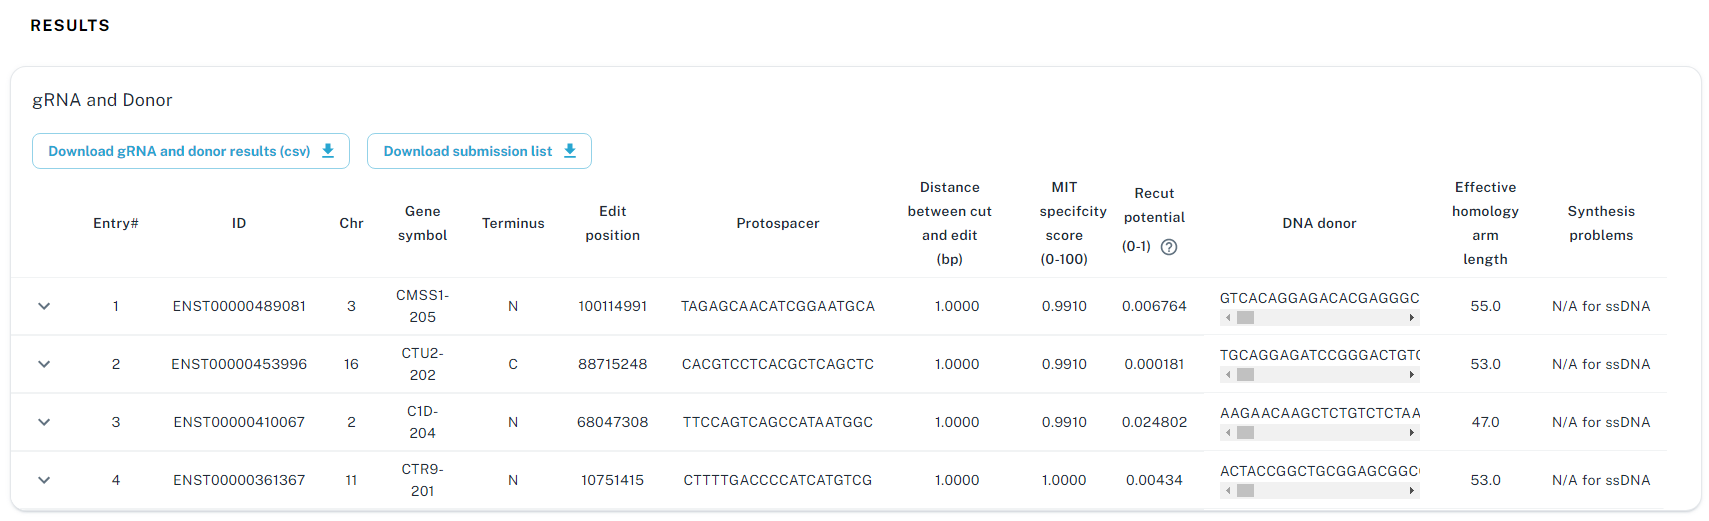 RESULTS
gRNA and Donor
Download gRNA and donor results (csv)
Download submission list
Entry# ID Chr Gene symbol Terminus Edit position Protospacer Distance between cut and edit (bp) MIT specifcity score (0-100) Recut potential (0-1) ? DNA donor Effective homology arm length Synthesis problems
1 ENST00000489081 3 CMSS1-205 N 100114991 TAGAGCAACATCGGAATGCA 1.0000 0.9910 0.006764 GTCACAGGAGACACGAGGGC 55.0 N/A for ssDNA
2 ENST00000453996 16 CTU2-202 C 88715248 CACGTCCTCACGCTCAGCTC 1.0000 0.9910 0.000181 TGCAGGAGATCCGGGACTGTC 53.0 N/A for ssDNA
3 ENST00000410067 2 C1D-204 N 68047308 TTCCAGTCAGCCATAATGGC 1.0000 0.9910 0.024802 AAGAACAAGCTCTGTCTCTAA 47.0 N/A for ssDNA
4 ENST00000361367 11 CTR9-201 N 10751415 CTTTTGACCCCATCATGTCG 1.0000 1.0000 0.00434 ACTACCGGCTGCGGAGCGGC 53.0 N/A for ssDNA